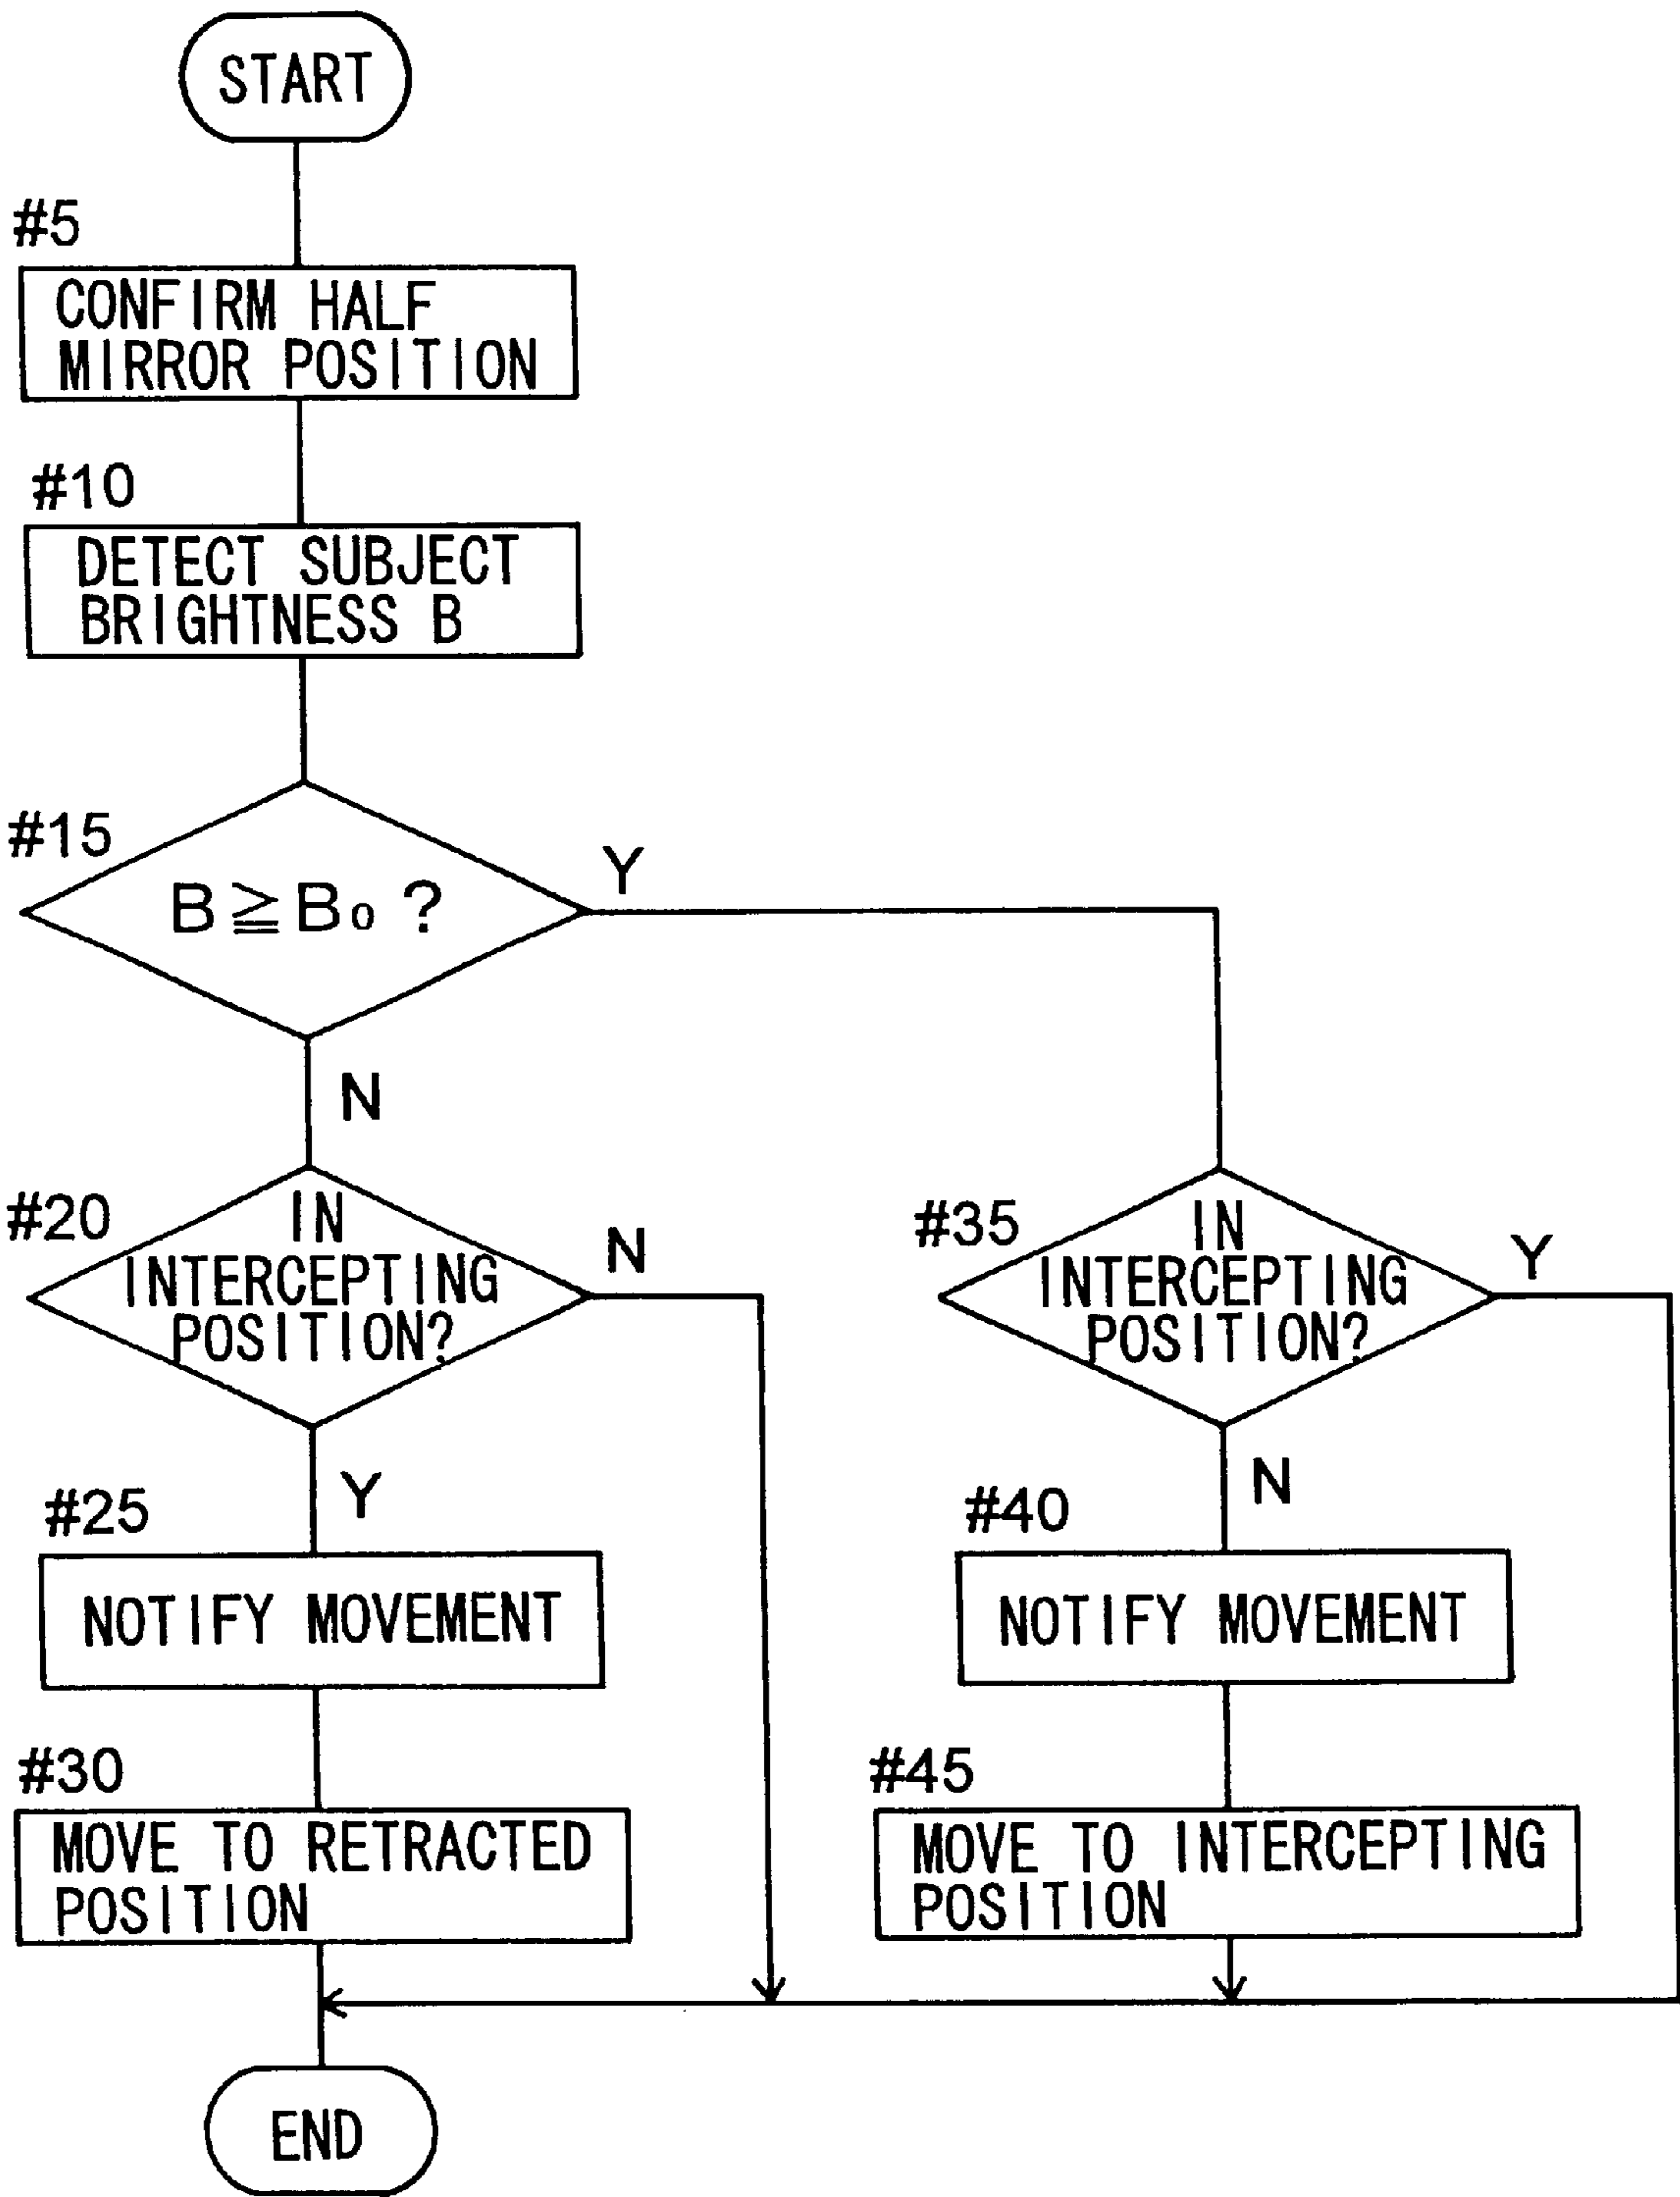 START
#5
CONFIRM HALF
MIRROR POSITION
#10
DETECT SUBJECT
BRIGHTNESS B
#15
B ≧ B₀ ?
Y
N
#20
IN
INTERCEPTING
POSITION?
N
Y
#35
IN
INTERCEPTING
POSITION?
Y
N
#25
NOTIFY MOVEMENT
#40
NOTIFY MOVEMENT
#30
MOVE TO RETRACTED
POSITION
#45
MOVE TO INTERCEPTING
POSITION
END